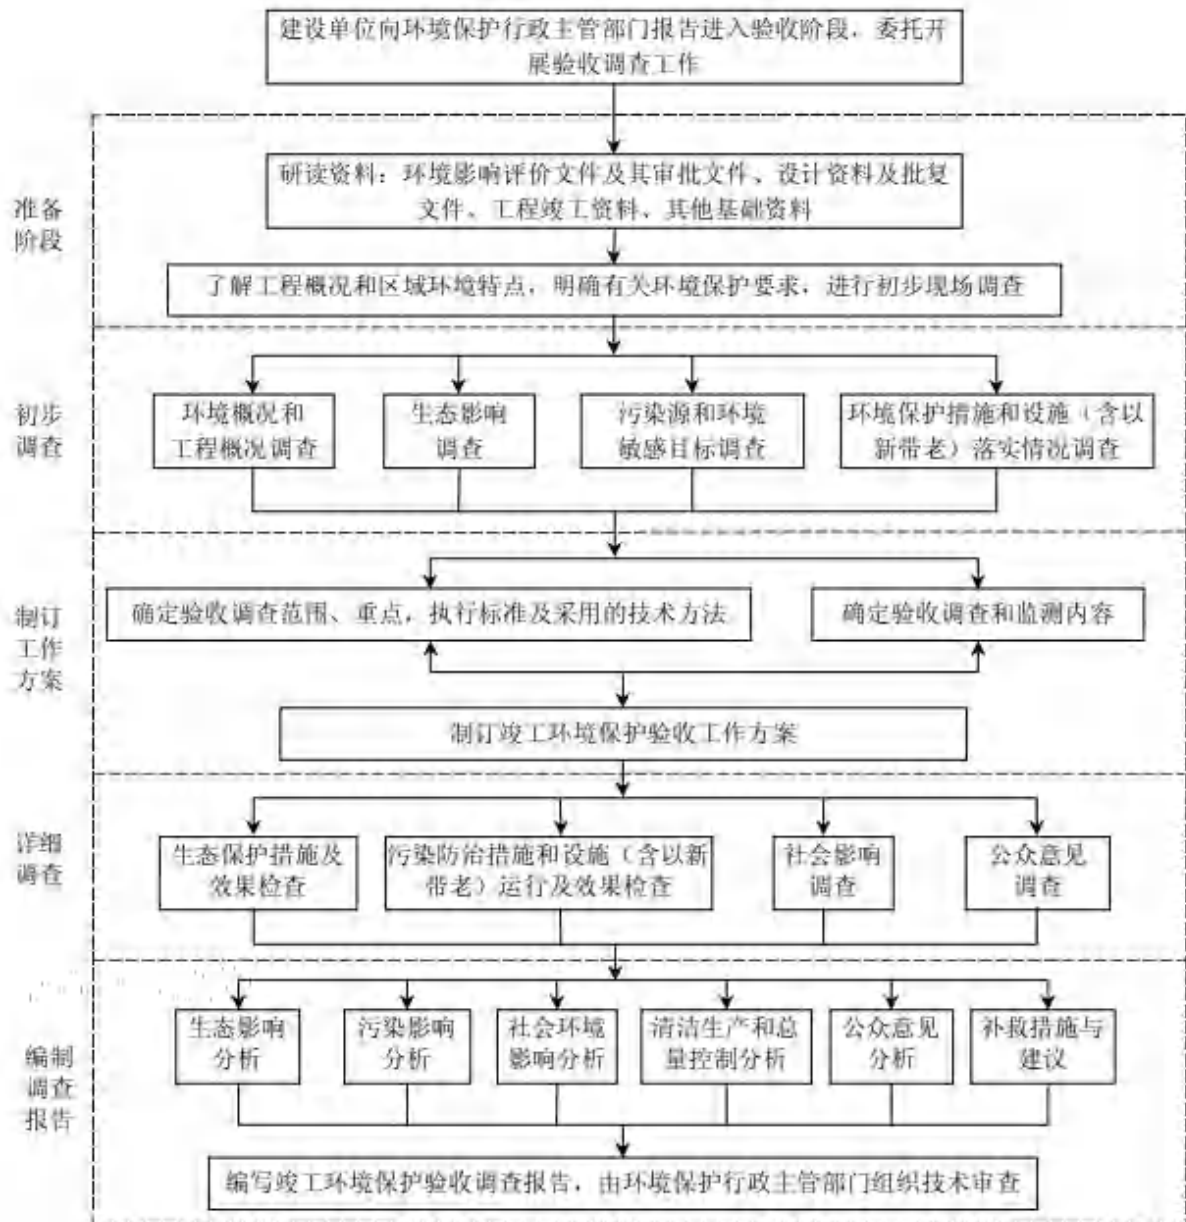 建设单位向环境保护行政主管部门报告进入验收阶段，委托开
展验收调查工作
准备
阶段
研读资料：环境影响评价文件及其审批文件、设计资料及批复
文件、工程竣工资料、其他基础资料
了解工程概况和区域环境特点，明确有关环境保护要求，进行初步现场调查
初步
调查
环境概况和
工程概况调查
生态影响
调查
污染源和环境
敏感目标调查
环境保护措施和设施（含以
新带老）落实情况调查
制订
工作
方案
确定验收调查范围、重点，执行标准及采用的技术方法
确定验收调查和监测内容
制订竣工环境保护验收工作方案
详细
调查
生态保护措施及
效果检查
污染防治措施和设施（含以新
带老）运行及效果检查
社会影响
调查
公众意见
调查
编制
调查
报告
生态影响
分析
污染影响
分析
社会环境
影响分析
清洁生产和总
量控制分析
公众意见
分析
补救措施与
建议
编写竣工环境保护验收调查报告，由环境保护行政主管部门组织技术审查